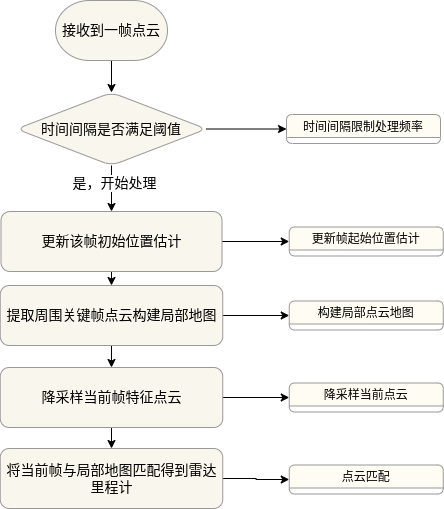 接收到一帧点云
时间间隔是否满足阈值
时间间隔限制处理频率
是，开始处理
更新该帧初始位置估计
更新帧起始位置估计
提取周围关键帧点云构建局部地图
构建局部点云地图
降采样当前帧特征点云
降采样当前点云
将当前帧与局部地图匹配得到雷达
里程计
点云匹配